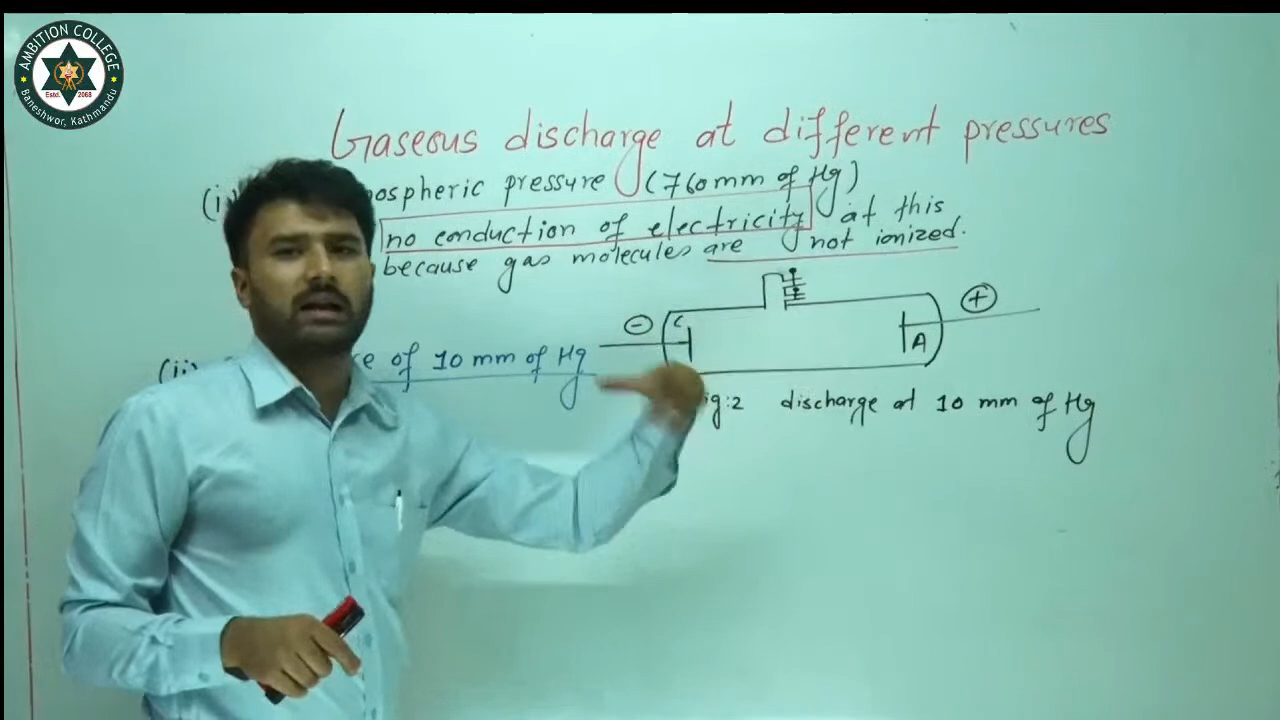 AMBITION COLLEGE
Estd. 2068
Baneshwor, Kathmandu
Gaseous discharge at different pressures
(i) ospheric pressure (760mm of Hg)
no conduction of electricity at this
because gas molecules are not ionized.
(ii) e of 10 mm of Hg
- C A +
ig:2 discharge at 10 mm of Hg